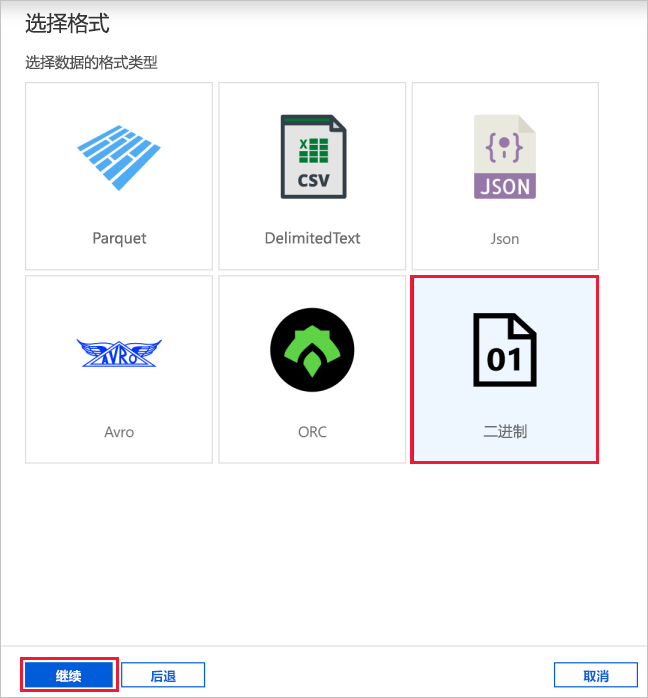 选择格式
选择数据的格式类型
X
CSV
{}
JSON
Parquet
DelimitedText
Json
AVRO
01
Avro
ORC
二进制
继续
后退
取消